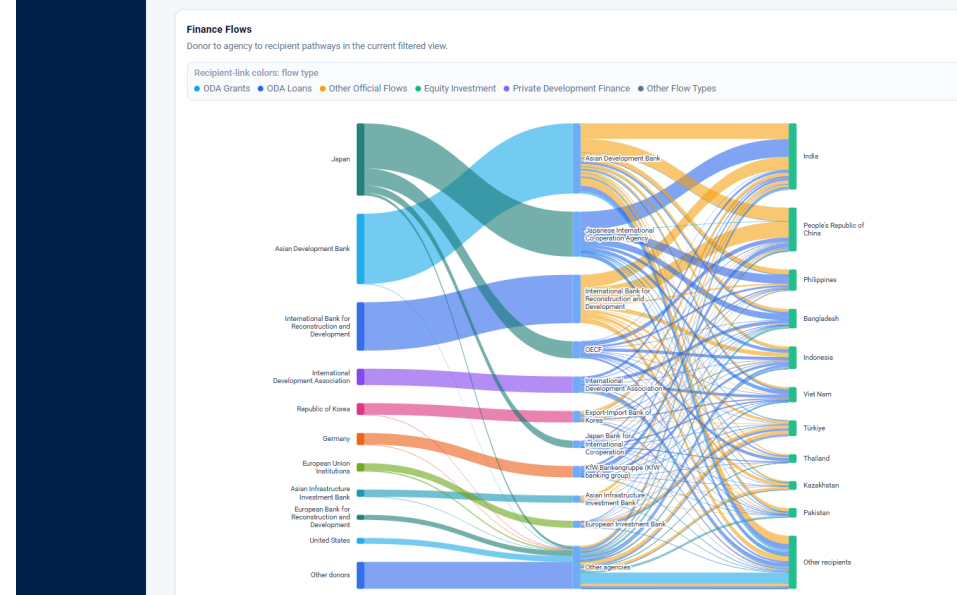 Finance Flows
Donor to agency to recipient pathways in the current filtered view.
Recipient-link colors: flow type
ODA Grants
ODA Loans
Other Official Flows
Equity Investment
Private Development Finance
Other Flow Types
Japan
Asian Development Bank
International Bank for
Reconstruction and
Development
International
Development Association
Republic of Korea
Germany
European Union
Institutions
Asian Infrastructure
Investment Bank
European Bank for
Reconstruction and
Development
United States
Other donors
Asian Development Bank
Japanese International
Co-operation Agency
International Bank for
Reconstruction and
Development
OECF
International
Development Association
Export-Import Bank of
Korea
Japan Bank for
International
Co-operation
KfW Bankengruppe (KfW
banking group)
Asian Infrastructure
Investment Bank
European Investment Bank
Other agencies
India
People's Republic of
China
Philippines
Bangladesh
Indonesia
Viet Nam
Türkiye
Thailand
Kazakhstan
Pakistan
Other recipients